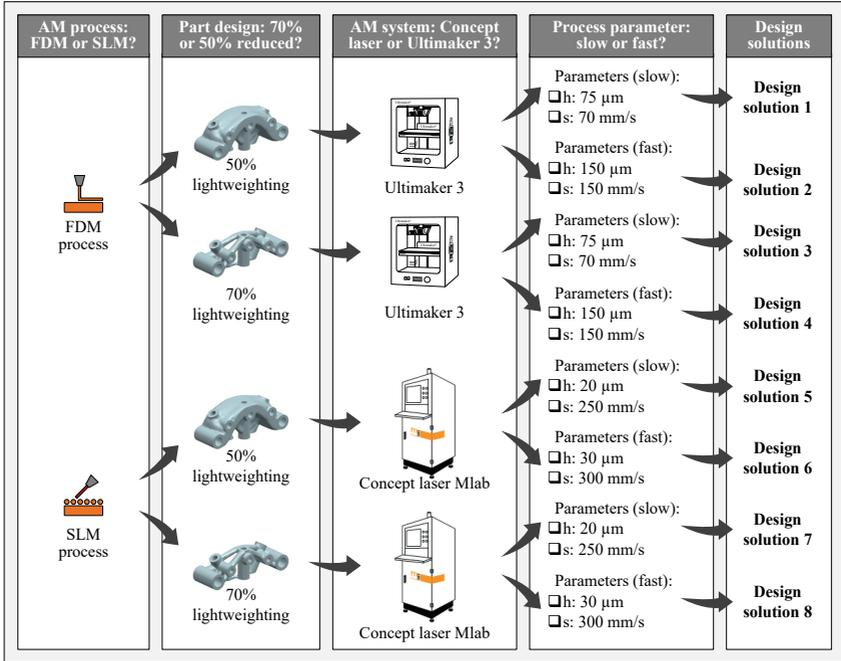 AM process:
FDM or SLM?
Part design: 70%
or 50% reduced?
AM system: Concept
laser or Ultimaker 3?
Process parameter:
slow or fast?
Design
solutions
FDM
process
SLM
process
50%
lightweighting
70%
lightweighting
50%
lightweighting
70%
lightweighting
Ultimaker 3
Ultimaker 3
Concept laser Mlab
Concept laser Mlab
Parameters (slow):
❑h: 75 µm
❑s: 70 mm/s
Parameters (fast):
❑h: 150 µm
❑s: 150 mm/s
Parameters (slow):
❑h: 75 µm
❑s: 70 mm/s
Parameters (fast):
❑h: 150 µm
❑s: 150 mm/s
Parameters (slow):
❑h: 20 µm
❑s: 250 mm/s
Parameters (fast):
❑h: 30 µm
❑s: 300 mm/s
Parameters (slow):
❑h: 20 µm
❑s: 250 mm/s
Parameters (fast):
❑h: 30 µm
❑s: 300 mm/s
Design
solution 1
Design
solution 2
Design
solution 3
Design
solution 4
Design
solution 5
Design
solution 6
Design
solution 7
Design
solution 8